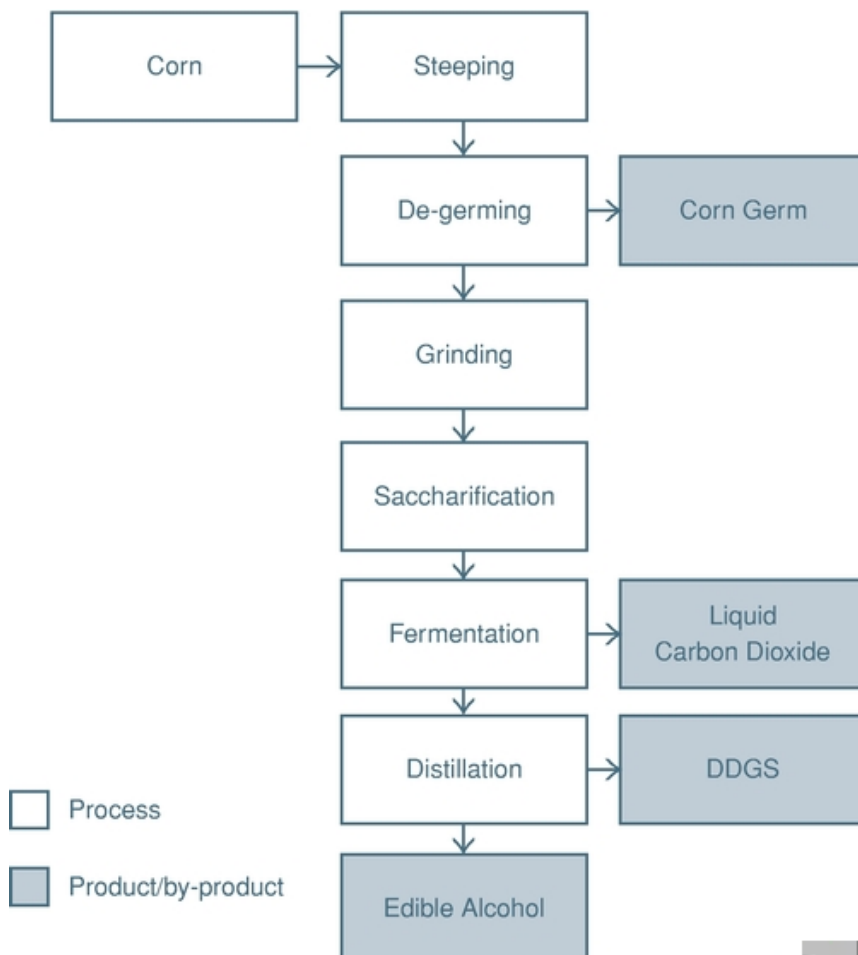 Corn
Steeping
De-germing
Corn Germ
Grinding
Saccharification
Fermentation
Liquid
Carbon Dioxide
Distillation
DDGS
Process
Product/by-product
Edible Alcohol